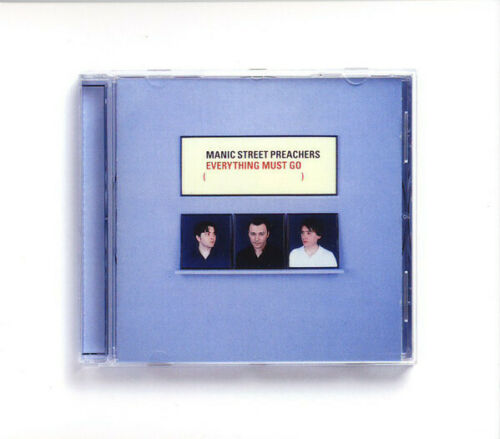 MANIC STREET PREACHERS
EVERYTHING MUST GO
( )